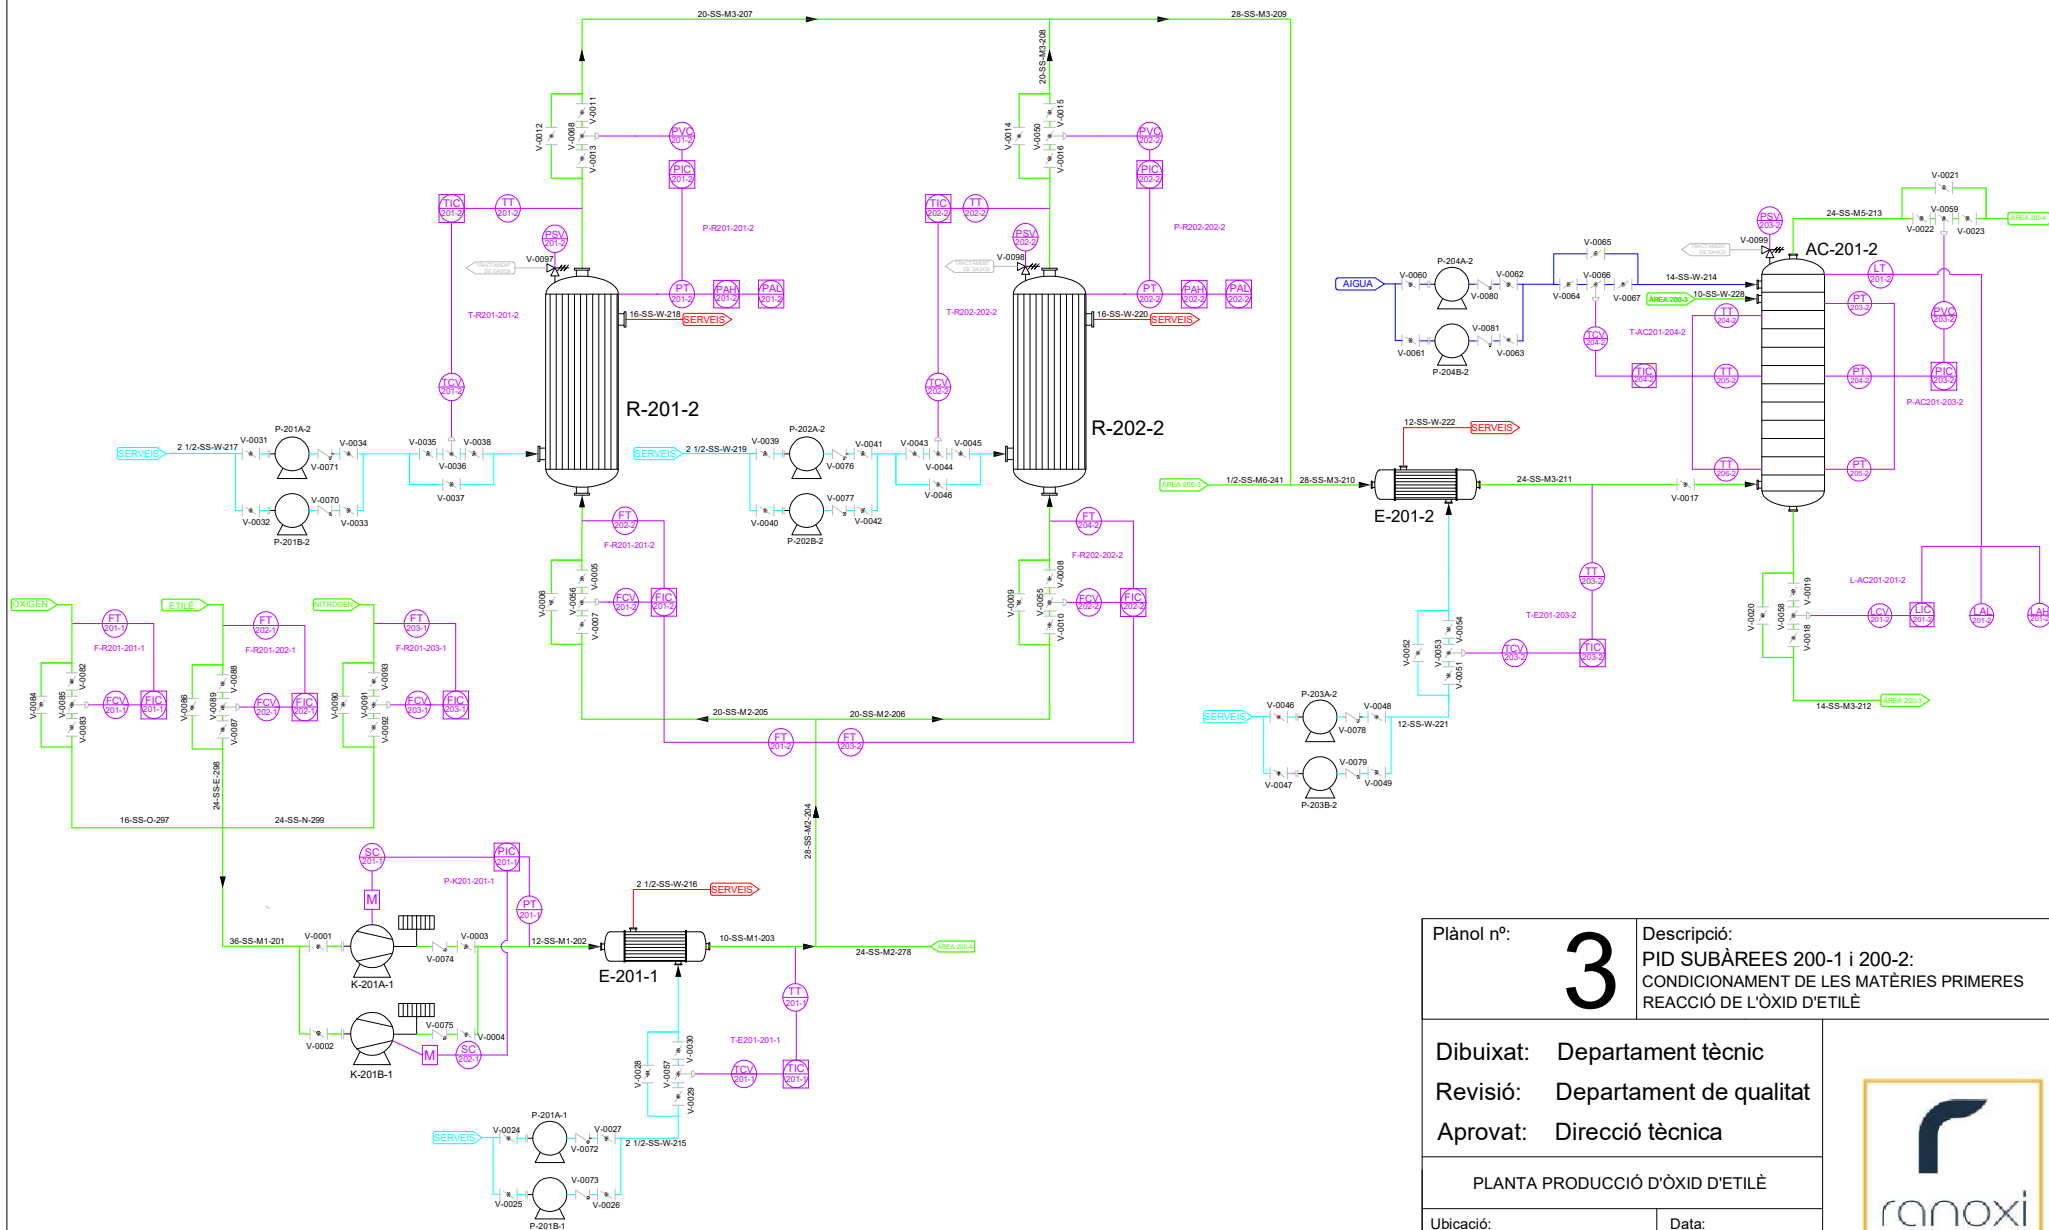 20-SS-M3-207
28-SS-M3-209
20-SS-M3-208
V-0011
V-0012
V-0068
V-0013
PVC
201-2
PIC
201-2
TIC
201-2
TT
201-2
P-R201-201-2
PSV
201-2
V-0097
TRACTAMENT
DE GASOS
PT
201-2
PAH
201-2
PAL
201-2
T-R201-201-2
16-SS-W-218
SERVEIS
TCV
201-2
R-201-2
V-0015
V-0014
V-0050
V-0016
PVC
202-2
PIC
202-2
TIC
202-2
TT
202-2
P-R202-202-2
PSV
202-2
V-0098
TRACTAMENT
DE GASOS
PT
202-2
PAH
202-2
PAL
202-2
T-R202-202-2
16-SS-W-220
SERVEIS
TCV
202-2
R-202-2
V-0021
24-SS-M5-213
V-0059
V-0022
V-0023
ÀREA 200-4
PSV
203-2
V-0099
TRACTAMENT
DE GASOS
AC-201-2
V-0065
P-204A-2
V-0060
V-0062
V-0080
AIGUA
V-0066
V-0064
V-0067
14-SS-W-214
ÀREA 200-3
10-SS-W-228
LT
201-2
PT
203-2
PVC
203-2
V-0081
V-0061
V-0063
P-204B-2
TCV
204-2
T-AC201-204-2
TT
204-2
TIC
204-2
TT
205-2
PT
204-2
PIC
203-2
P-AC201-203-2
TT
206-2
PT
205-2
SERVEIS
2 1/2-SS-W-217
V-0031
P-201A-2
V-0034
V-0071
V-0035
V-0038
V-0036
V-0037
V-0070
V-0032
V-0033
P-201B-2
SERVEIS
2 1/2-SS-W-219
V-0039
P-202A-2
V-0041
V-0076
V-0043
V-0045
V-0044
V-0046
V-0077
V-0040
V-0042
P-202B-2
12-SS-W-222
SERVEIS
ÀREA 200-3
1/2-SS-M6-241
28-SS-M3-210
E-201-2
24-SS-M3-211
V-0017
FT
202-2
F-R201-201-2
V-0005
V-0006
V-0056
V-0007
FCV
201-2
FIC
201-2
FT
204-2
F-R202-202-2
V-0008
V-0009
V-0055
V-0010
FCV
202-2
FIC
202-2
TT
203-2
T-E201-203-2
V-0054
V-0052
V-0053
V-0051
TCV
203-2
TIC
203-2
L-AC201-201-2
V-0019
V-0020
V-0058
V-0018
LCV
201-2
LIC
201-2
LAL
201-2
LAH
201-2
14-SS-M3-212
ÀREA 200-3
OXIGEN
FT
201-1
F-R201-201-1
V-0082
V-0084
V-0085
V-0083
FCV
201-1
FIC
201-1
ETILÈ
FT
202-1
F-R201-202-1
V-0088
V-0086
V-0089
V-0087
FCV
202-1
FIC
202-1
NITROGEN
FT
203-1
F-R201-203-1
V-0093
V-0090
V-0091
V-0092
FCV
203-1
FIC
203-1
20-SS-M2-205
20-SS-M2-206
FT
201-2
FT
203-2
SERVEIS
V-0046
P-203A-2
V-0048
V-0078
12-SS-W-221
V-0079
V-0047
V-0049
P-203B-2
24-SS-E-298
16-SS-O-297
24-SS-N-299
28-SS-M2-204
SC
201-1
PIC
201-1
P-K201-201-1
M
PT
201-1
2 1/2-SS-W-216
SERVEIS
36-SS-M1-201
V-0001
V-0003
V-0074
K-201A-1
12-SS-M1-202
E-201-1
10-SS-M1-203
24-SS-M2-278
ÀREA 200-4
V-0075
V-0002
V-0004
M
SC
202-1
K-201B-1
TT
201-1
T-E201-201-1
V-0030
V-0028
V-0057
V-0029
TCV
201-1
TIC
201-1
SERVEIS
V-0024
P-201A-1
V-0027
V-0072
2 1/2-SS-W-215
V-0073
V-0025
V-0026
P-201B-1
Plànol nº:
3
Descripció:
PID SUBÀREES 200-1 i 200-2:
CONDICIONAMENT DE LES MATÈRIES PRIMERES
REACCIÓ DE L'ÒXID D'ETILÈ
Dibuixat: Departament tècnic
Revisió: Departament de qualitat
Aprovat: Direcció tècnica
PLANTA PRODUCCIÓ D'ÒXID D'ETILÈ
Ubicació:
Data:
ranoxi